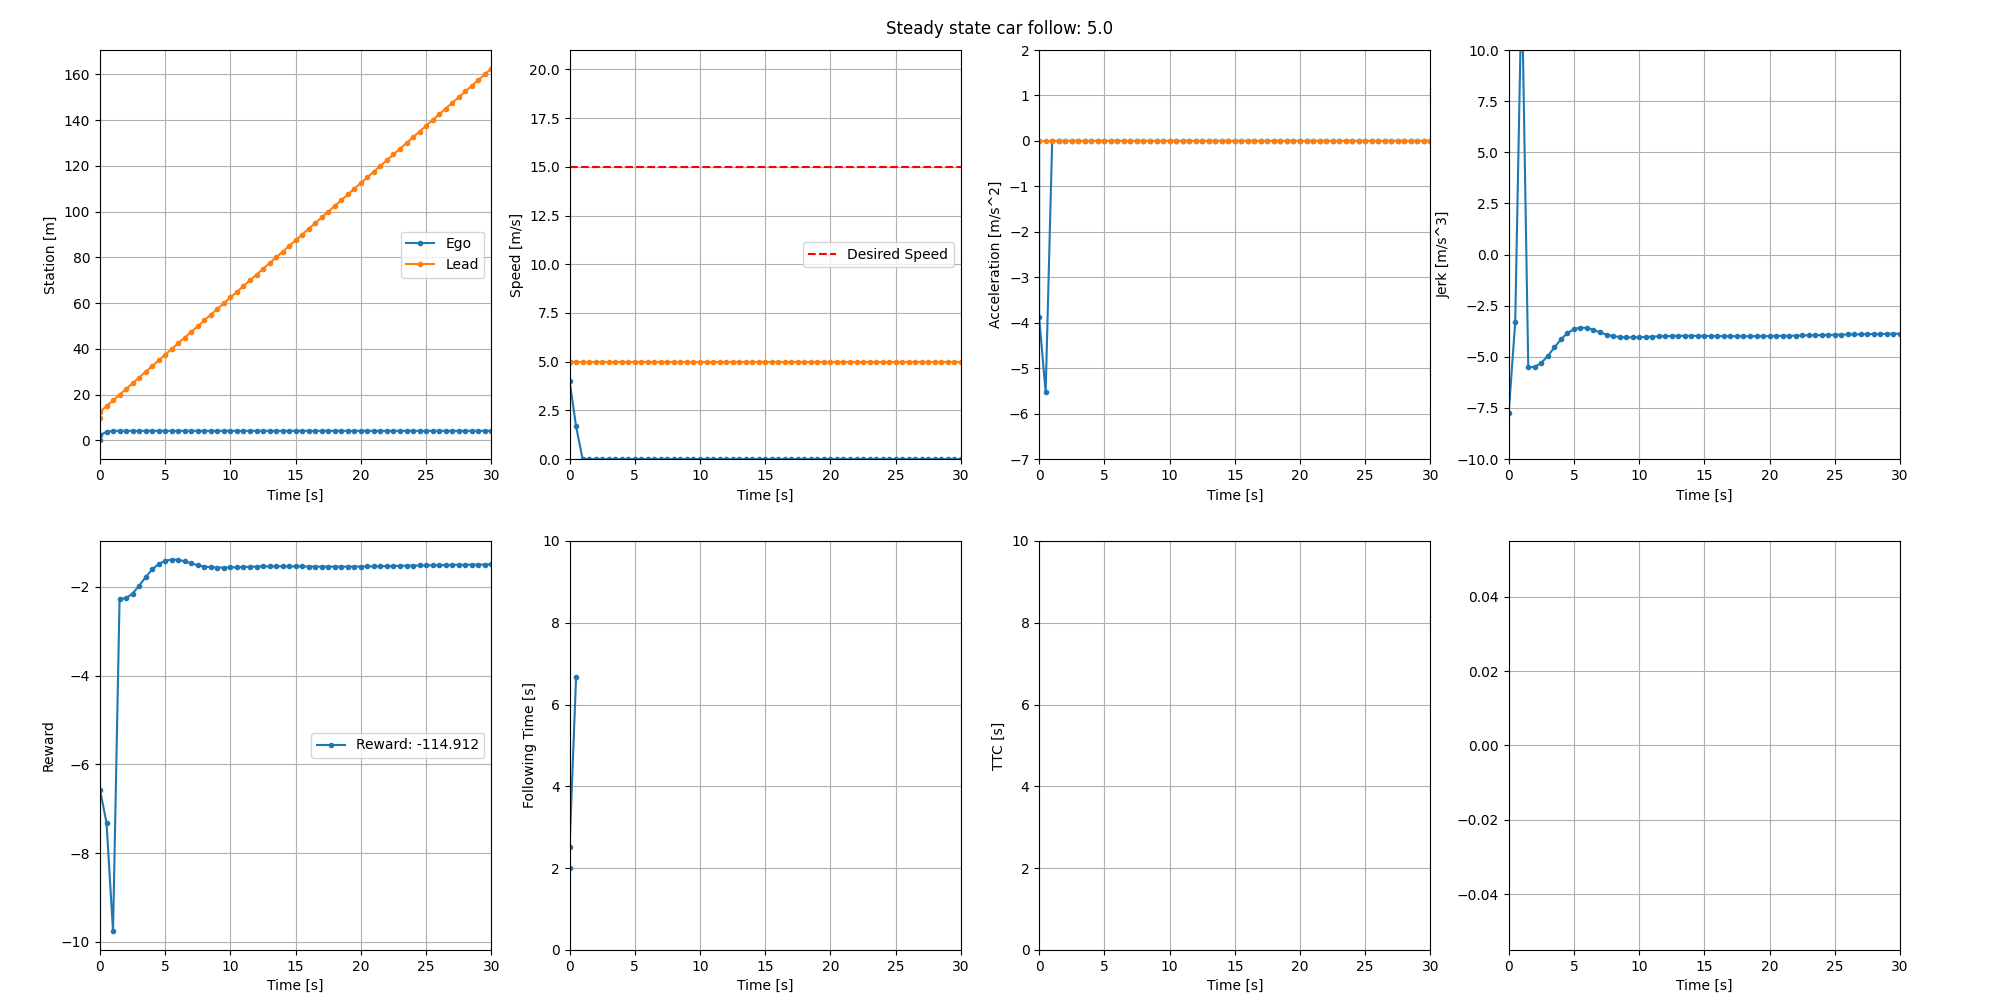 Steady state car follow: 5.0
160
140
120
100
80
60
40
20
0
Station [m]
Ego
Lead
0 5 10 15 20 25 30
Time [s]
20.0
17.5
15.0
12.5
10.0
7.5
5.0
2.5
0.0
Speed [m/s]
Desired Speed
0 5 10 15 20 25 30
Time [s]
2
1
0
−1
−2
−3
−4
−5
−6
−7
Acceleration [m/s^2]
0 5 10 15 20 25 30
Time [s]
10.0
7.5
5.0
2.5
0.0
−2.5
−5.0
−7.5
−10.0
Jerk [m/s^3]
0 5 10 15 20 25 30
Time [s]
−2
−4
−6
−8
−10
Reward
Reward: -114.912
0 5 10 15 20 25 30
Time [s]
10
8
6
4
2
0
Following Time [s]
0 5 10 15 20 25 30
Time [s]
10
8
6
4
2
0
TTC [s]
0 5 10 15 20 25 30
Time [s]
0.04
0.02
0.00
−0.02
−0.04
0 5 10 15 20 25 30
Time [s]